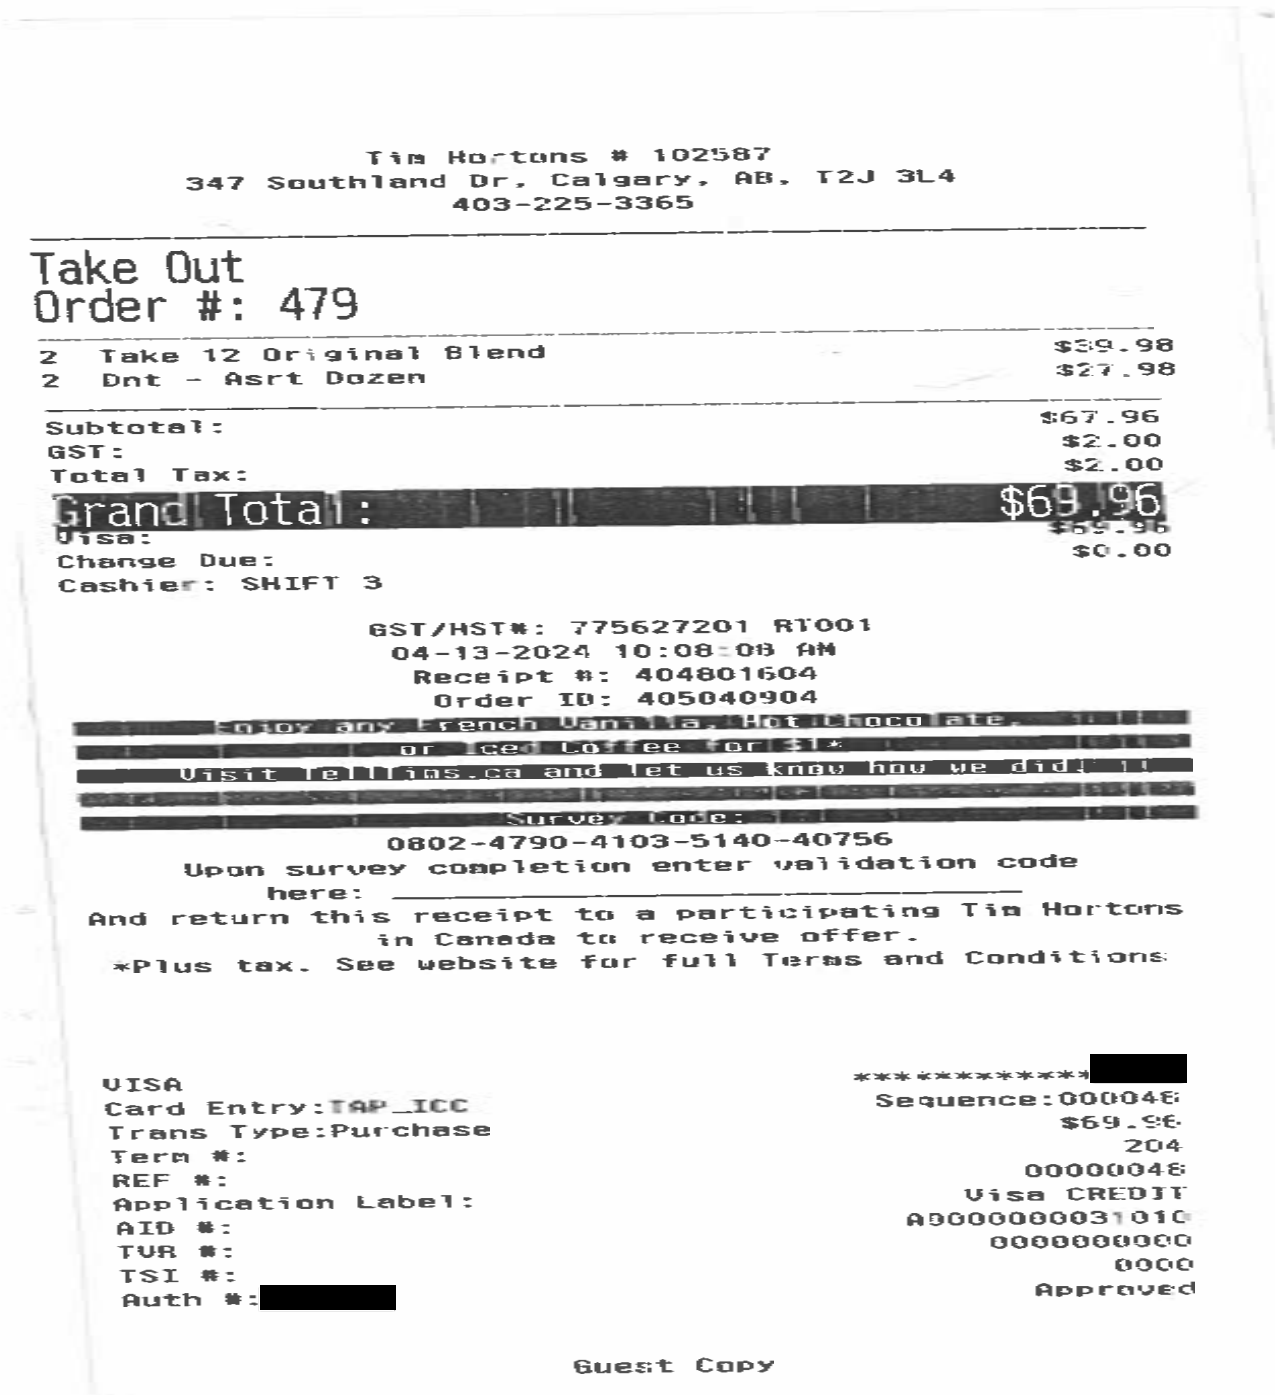 Tim Hortons # 102587
347 Southland Dr, Calgary, AB, T2J 3L4
403-225-3365
Take Out
Order #: 479
2 Take 12 Original Blend $39.98
2 Dnt - Asrt Dozen $27.98
Subtotal: $67.96
GST: $2.00
Total Tax: $2.00
Grand Total: $69.96
Visa: $69.96
Change Due: $0.00
Cashier: SHIFT 3
GST/HST#: 775627201 RT001
04-13-2024 10:08:08 AM
Receipt #: 404801604
Order ID: 405040904
Enjoy any French Vanilla, Hot Chocolate,
or Iced Coffee for $1*
Visit TellTims.ca and let us know how we did!
Survey Code:
0802-4790-4103-5140-40756
Upon survey completion enter validation code
here:
And return this receipt to a participating Tim Hortons
in Canada to receive offer.
*Plus tax. See website for full Terms and Conditions
VISA ************
Card Entry:TAP_ICC Sequence:000048
Trans Type:Purchase $69.96
Term #: 204
REF #: 00000048
Application Label: Visa CREDIT
AID #: A0000000031010
TVR #: 0000000000
TSI #: 0000
Auth #: Approved
Guest Copy